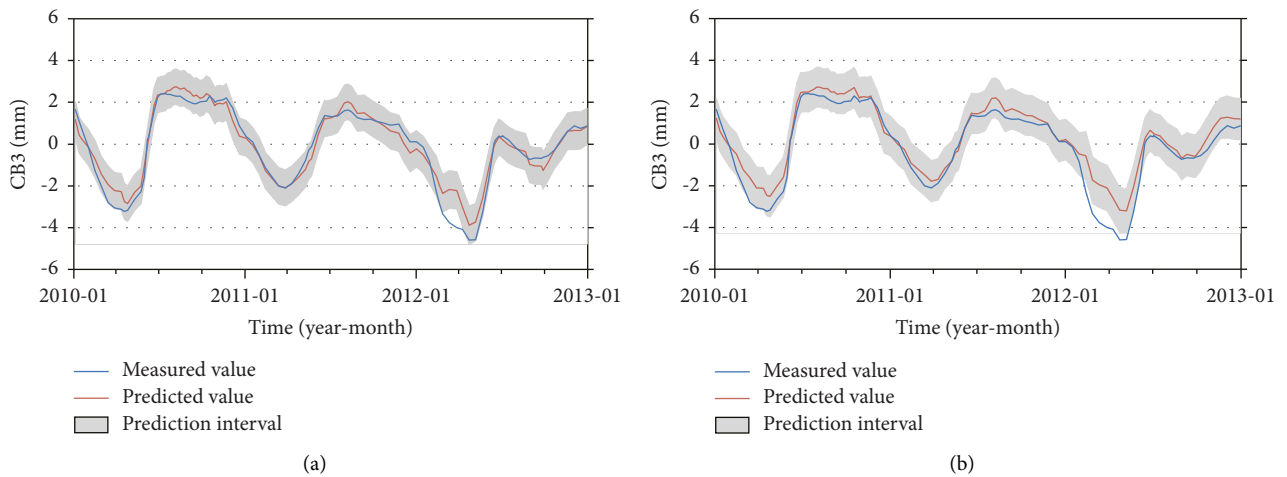 6
4
2
0
-2
-4
-6
CB3 (mm)
2010-01
2011-01
2012-01
2013-01
Time (year-month)
Measured value
Predicted value
Prediction interval
(a)
6
4
2
0
-2
-4
-6
CB3 (mm)
2010-01
2011-01
2012-01
2013-01
Time (year-month)
Measured value
Predicted value
Prediction interval
(b)